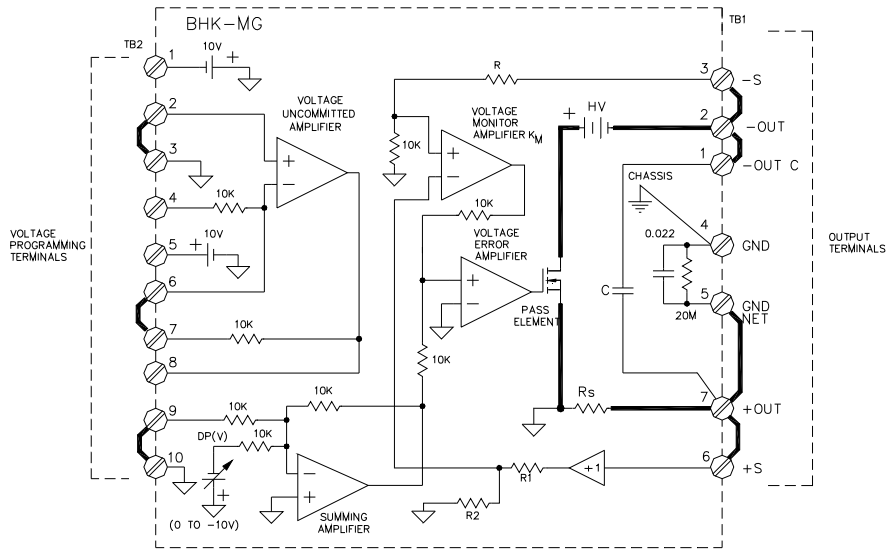 BHK-MG
TB2
TB1
1
10V
+
2
3
4
10K
5
+
10V
6
7
10K
8
9
10K
10
DP(V)
10K
10K
+
(0 TO -10V)
VOLTAGE
PROGRAMMING
TERMINALS
VOLTAGE
UNCOMMITTED
AMPLIFIER
+
−
SUMMING
AMPLIFIER
−
+
R
10K
VOLTAGE
MONITOR
AMPLIFIER KM
+
−
10K
VOLTAGE
ERROR
AMPLIFIER
+
−
10K
PASS
ELEMENT
+
HV
CHASSIS
0.022
20M
C
Rs
R1
R2
+1
3
-S
2
-OUT
1
-OUT C
4
GND
5
GND
NET
7
+OUT
6
+S
OUTPUT
TERMINALS